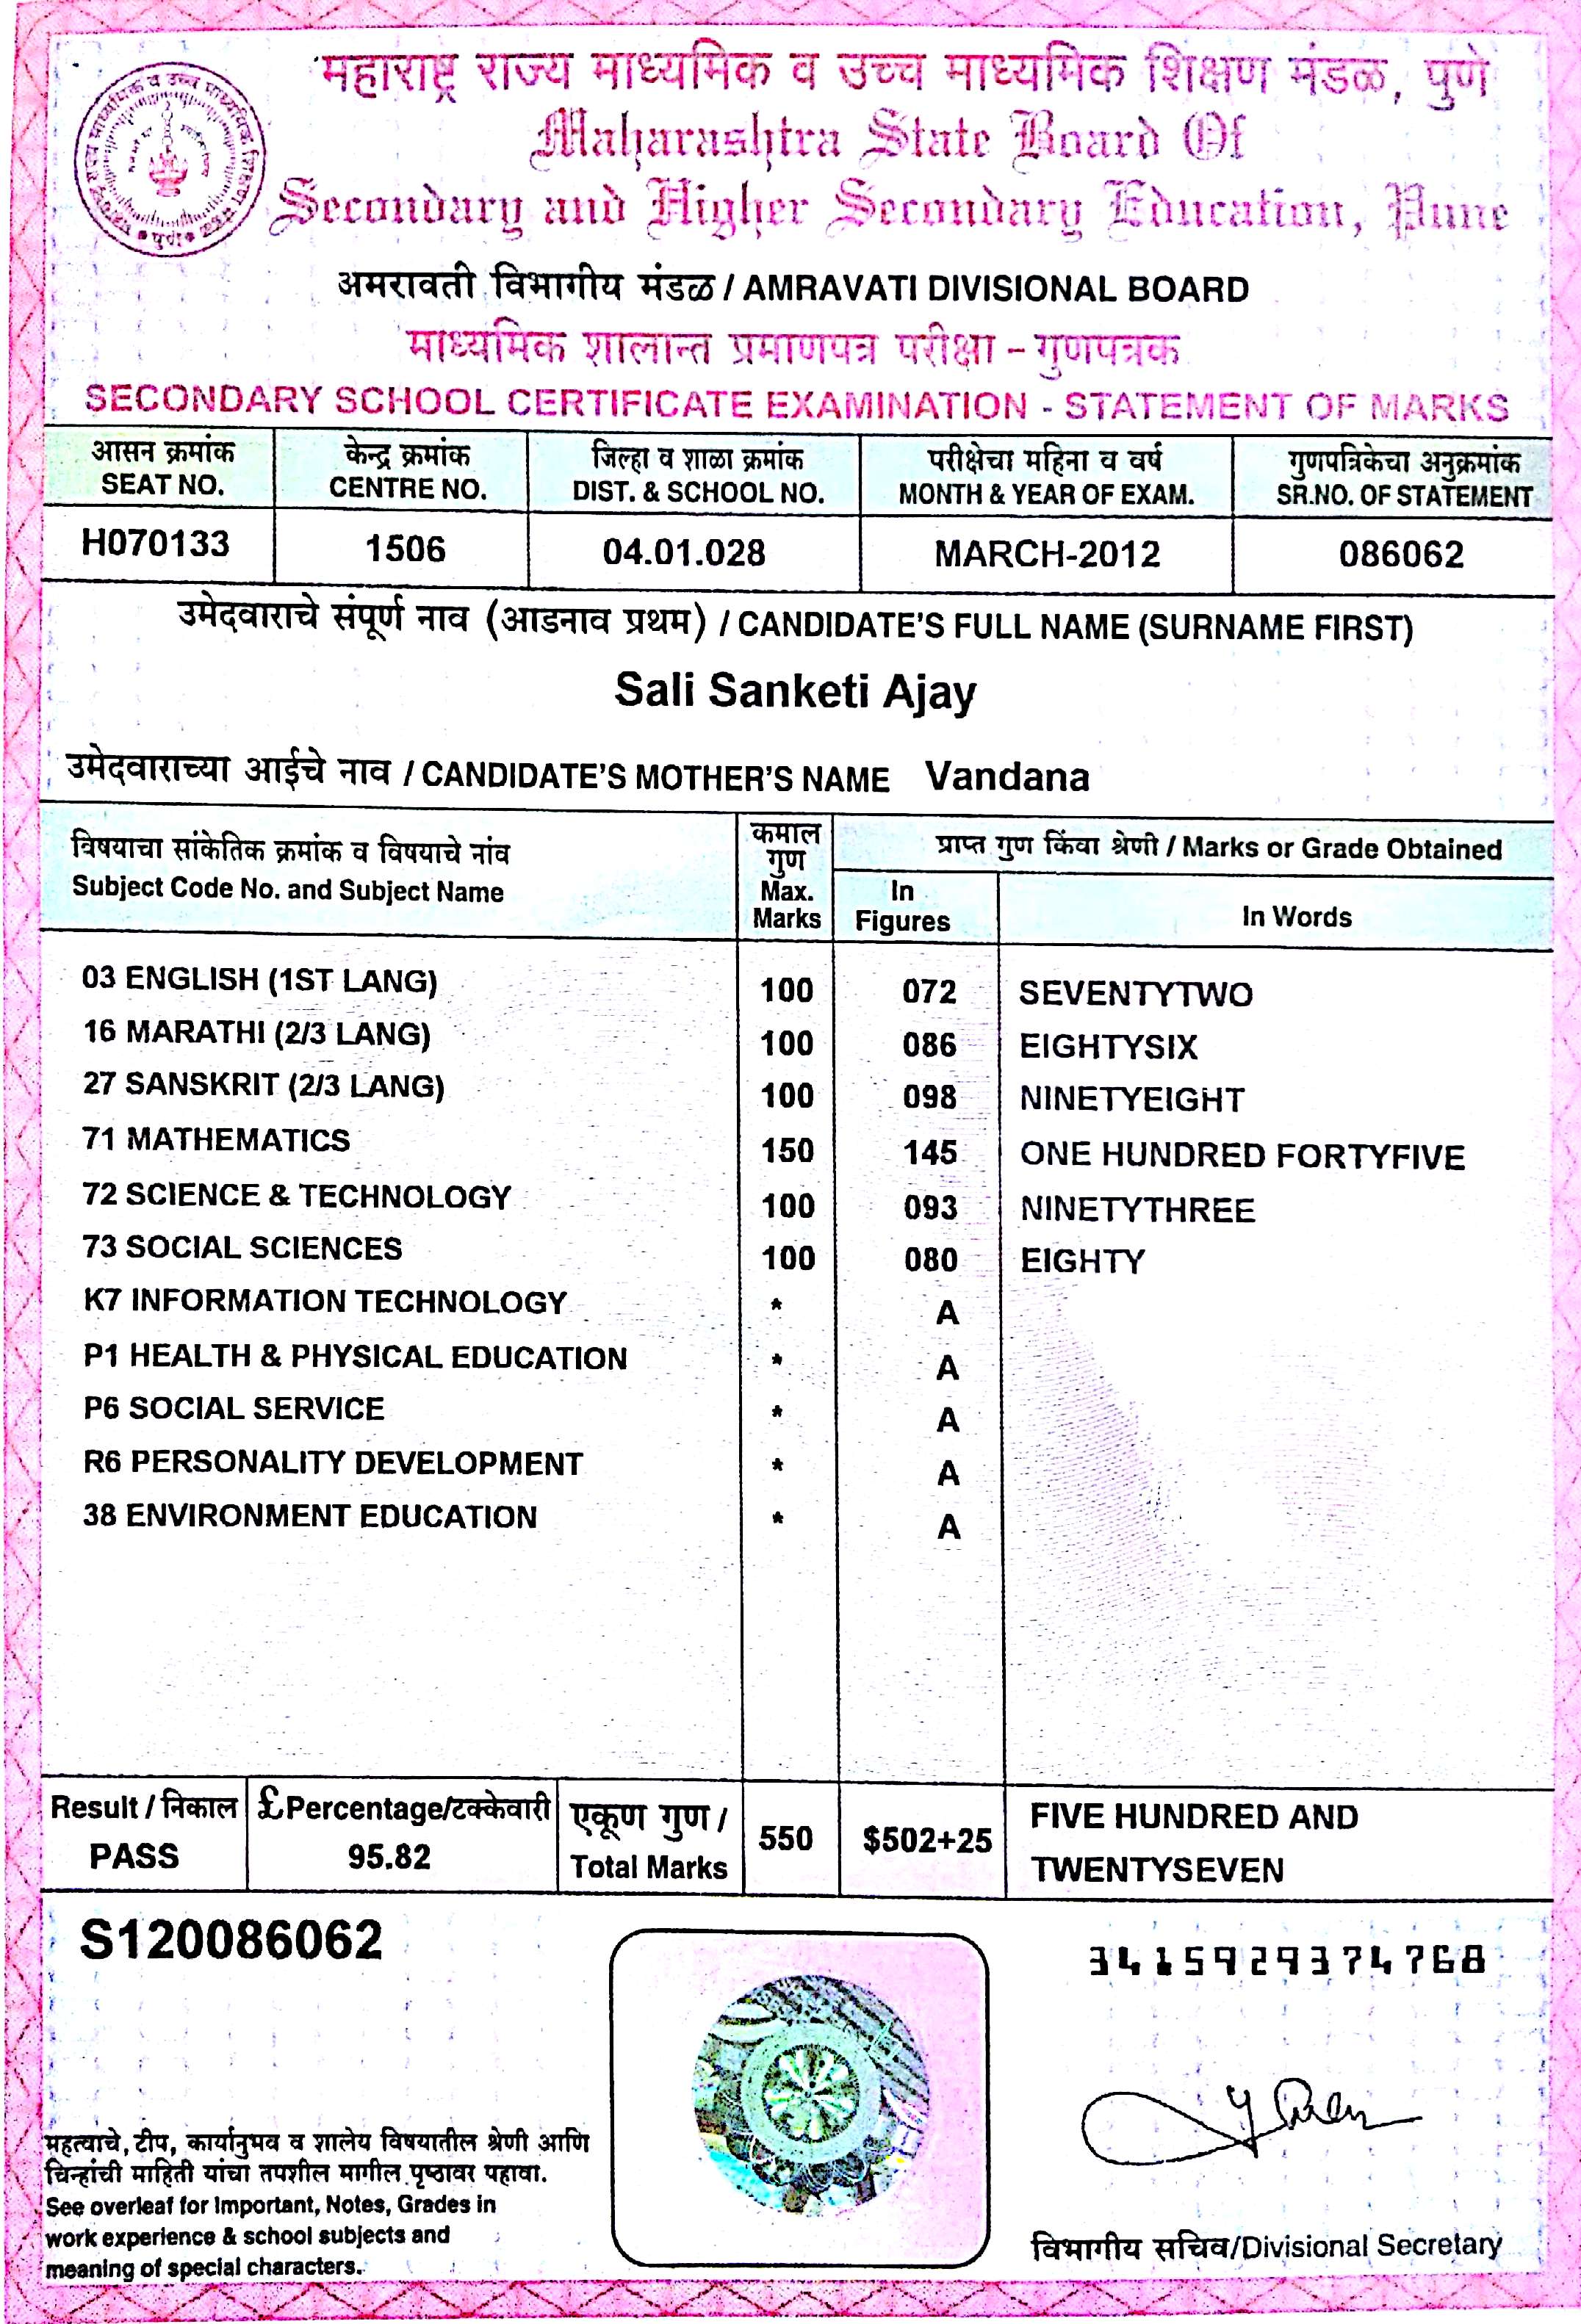 महाराष्ट्र राज्य माध्यमिक व उच्च माध्यमिक शिक्षण मंडळ, पुणे
Maharashtra State Board Of
Secondary and Higher Secondary Education, Pune
अमरावती विभागीय मंडळ / AMRAVATI DIVISIONAL BOARD
माध्यमिक शालान्त प्रमाणपत्र परीक्षा - गुणपत्रक
SECONDARY SCHOOL CERTIFICATE EXAMINATION - STATEMENT OF MARKS
आसन क्रमांक केन्द्र क्रमांक जिल्हा व शाळा क्रमांक परीक्षेचा महिना व वर्ष गुणपत्रिकेचा अनुक्रमांक
SEAT NO. CENTRE NO. DIST. & SCHOOL NO. MONTH & YEAR OF EXAM. SR.NO. OF STATEMENT
H070133 1506 04.01.028 MARCH-2012 086062
उमेदवाराचे संपूर्ण नाव (आडनाव प्रथम) / CANDIDATE'S FULL NAME (SURNAME FIRST)
Sali Sanketi Ajay
उमेदवाराच्या आईचे नाव / CANDIDATE'S MOTHER'S NAME Vandana
विषयाचा सांकेतिक क्रमांक व विषयाचे नांव
Subject Code No. and Subject Name
कमाल
गुण
Max.
Marks
प्राप्त गुण किंवा श्रेणी / Marks or Grade Obtained
In
Figures
In Words
03 ENGLISH (1ST LANG) 100 072 SEVENTYTWO
16 MARATHI (2/3 LANG) 100 086 EIGHTYSIX
27 SANSKRIT (2/3 LANG) 100 098 NINETYEIGHT
71 MATHEMATICS 150 145 ONE HUNDRED FORTYFIVE
72 SCIENCE & TECHNOLOGY 100 093 NINETYTHREE
73 SOCIAL SCIENCES 100 080 EIGHTY
K7 INFORMATION TECHNOLOGY * A
P1 HEALTH & PHYSICAL EDUCATION * A
P6 SOCIAL SERVICE * A
R6 PERSONALITY DEVELOPMENT * A
38 ENVIRONMENT EDUCATION * A
Result / निकाल
PASS
£Percentage/टक्केवारी
95.82
एकूण गुण /
Total Marks
550 $502+25
FIVE HUNDRED AND
TWENTYSEVEN
S120086062
3415929374768
महत्वाचे, टीप, कार्यानुभव व शालेय विषयातील श्रेणी आणि
चिन्हांची माहिती यांचा तपशील मागील पृष्ठावर पहावा.
See overleaf for Important, Notes, Grades in
work experience & school subjects and
meaning of special characters.
विभागीय सचिव/Divisional Secretary